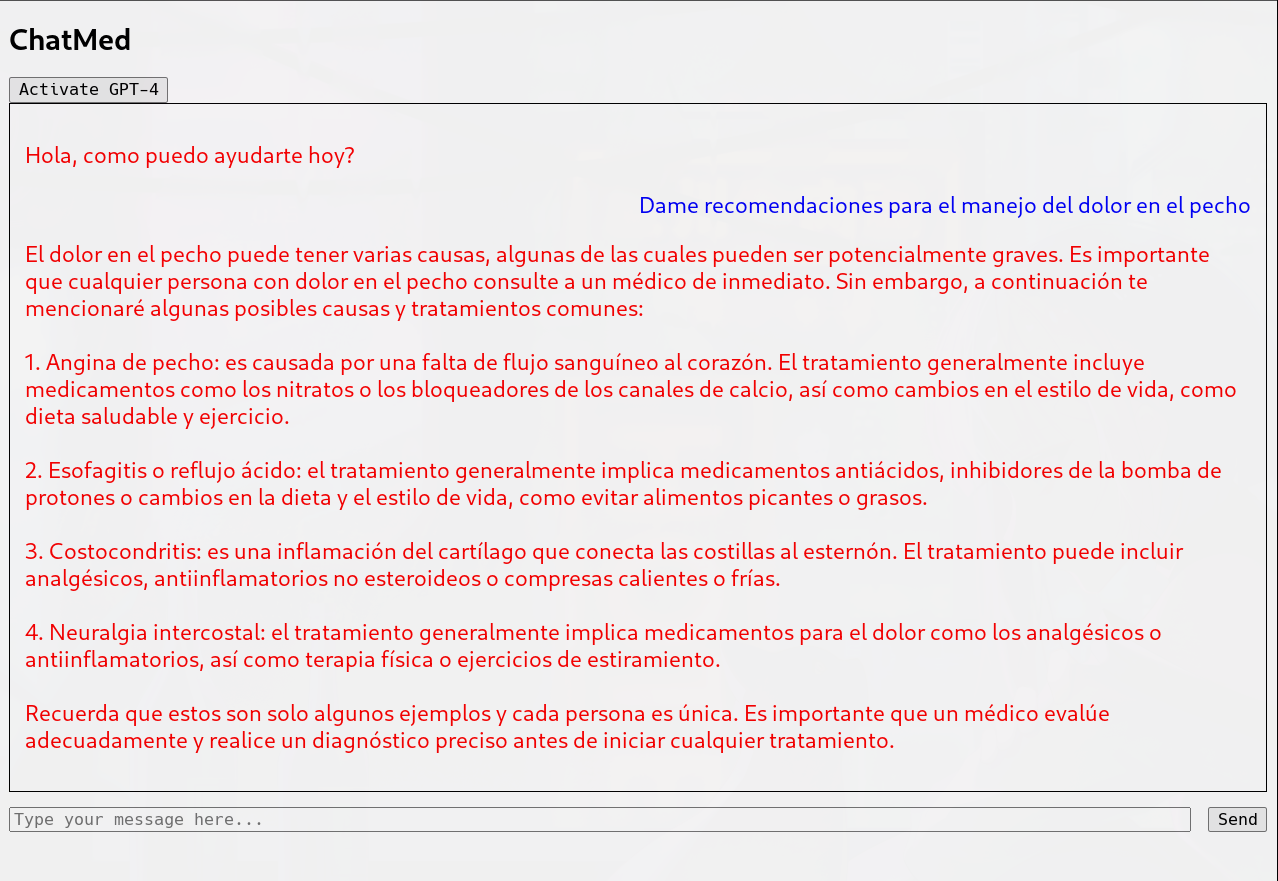 ChatMed
Activate GPT-4
Hola, como puedo ayudarte hoy?
Dame recomendaciones para el manejo del dolor en el pecho
El dolor en el pecho puede tener varias causas, algunas de las cuales pueden ser potencialmente graves. Es importante
que cualquier persona con dolor en el pecho consulte a un médico de inmediato. Sin embargo, a continuación te
mencionaré algunas posibles causas y tratamientos comunes:
1. Angina de pecho: es causada por una falta de flujo sanguíneo al corazón. El tratamiento generalmente incluye
medicamentos como los nitratos o los bloqueadores de los canales de calcio, así como cambios en el estilo de vida, como
dieta saludable y ejercicio.
2. Esofagitis o reflujo ácido: el tratamiento generalmente implica medicamentos antiácidos, inhibidores de la bomba de
protones o cambios en la dieta y el estilo de vida, como evitar alimentos picantes o grasos.
3. Costocondritis: es una inflamación del cartílago que conecta las costillas al esternón. El tratamiento puede incluir
analgésicos, antiinflamatorios no esteroideos o compresas calientes o frías.
4. Neuralgia intercostal: el tratamiento generalmente implica medicamentos para el dolor como los analgésicos o
antiinflamatorios, así como terapia física o ejercicios de estiramiento.
Recuerda que estos son solo algunos ejemplos y cada persona es única. Es importante que un médico evalúe
adecuadamente y realice un diagnóstico preciso antes de iniciar cualquier tratamiento.
Type your message here...
Send